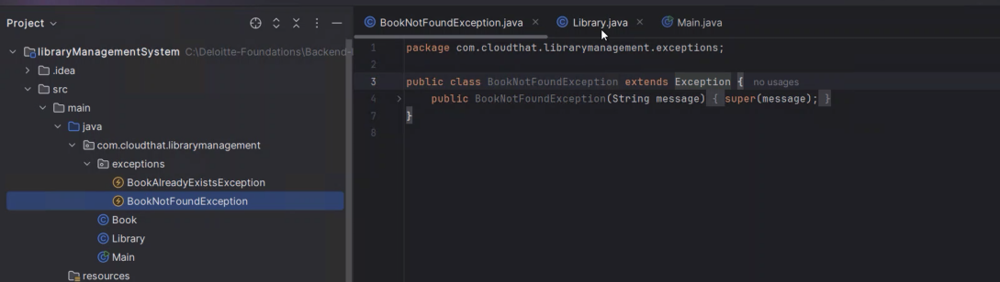 Project
libraryManagementSystem C:\Deloitte-Foundations\Backend-
.idea
src
main
java
com.cloudthat.librarymanagement
exceptions
BookAlreadyExistsException
BookNotFoundException
Book
Library
Main
resources
BookNotFoundException.java Library.java Main.java
1 package com.cloudthat.librarymanagement.exceptions;
2
3 public class BookNotFoundException extends Exception { no usages
4 public BookNotFoundException(String message) { super(message); }
7 }
8